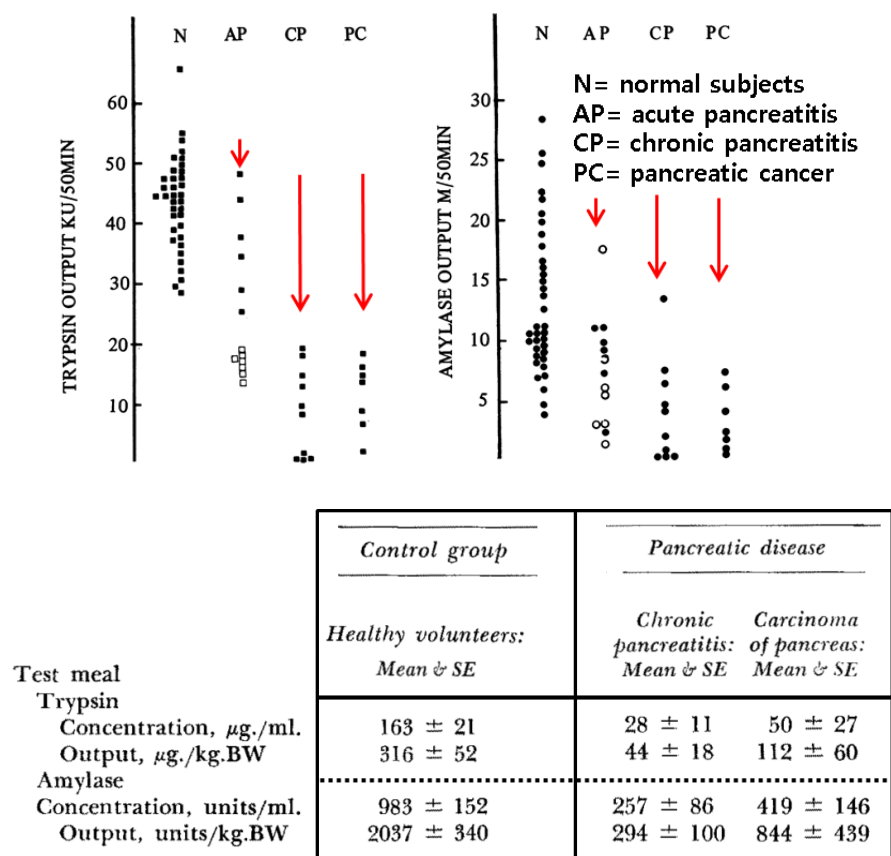 N AP CP PC
TRYPSIN OUTPUT KU/50MIN
60
50
40
30
20
10
N AP CP PC
AMYLASE OUTPUT M/50MIN
30
25
20
15
10
5
N= normal subjects
AP= acute pancreatitis
CP= chronic pancreatitis
PC= pancreatic cancer
Control group Pancreatic disease
Healthy volunteers: Chronic pancreatitis: Carcinoma of pancreas:
Mean & SE Mean & SE Mean & SE
Test meal
Trypsin
Concentration, μg./ml. 163 ± 21 28 ± 11 50 ± 27
Output, μg./kg.BW 316 ± 52 44 ± 18 112 ± 60
Amylase
Concentration, units/ml. 983 ± 152 257 ± 86 419 ± 146
Output, units/kg.BW 2037 ± 340 294 ± 100 844 ± 439